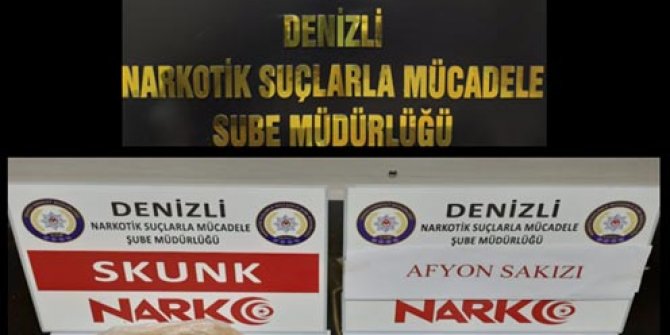 DENİZLİ
NARKOTİK SUÇLARLA MÜCADELE
ŞUBE MÜDÜRLÜĞÜ
DENİZLİ
NARKOTİK SUÇLARLA MÜCADELE
ŞUBE MÜDÜRLÜĞÜ
SKUNK
NARKO
DENİZLİ
NARKOTİK SUÇLARLA MÜCADELE
ŞUBE MÜDÜRLÜĞÜ
AFYON SAKIZI
NARKO